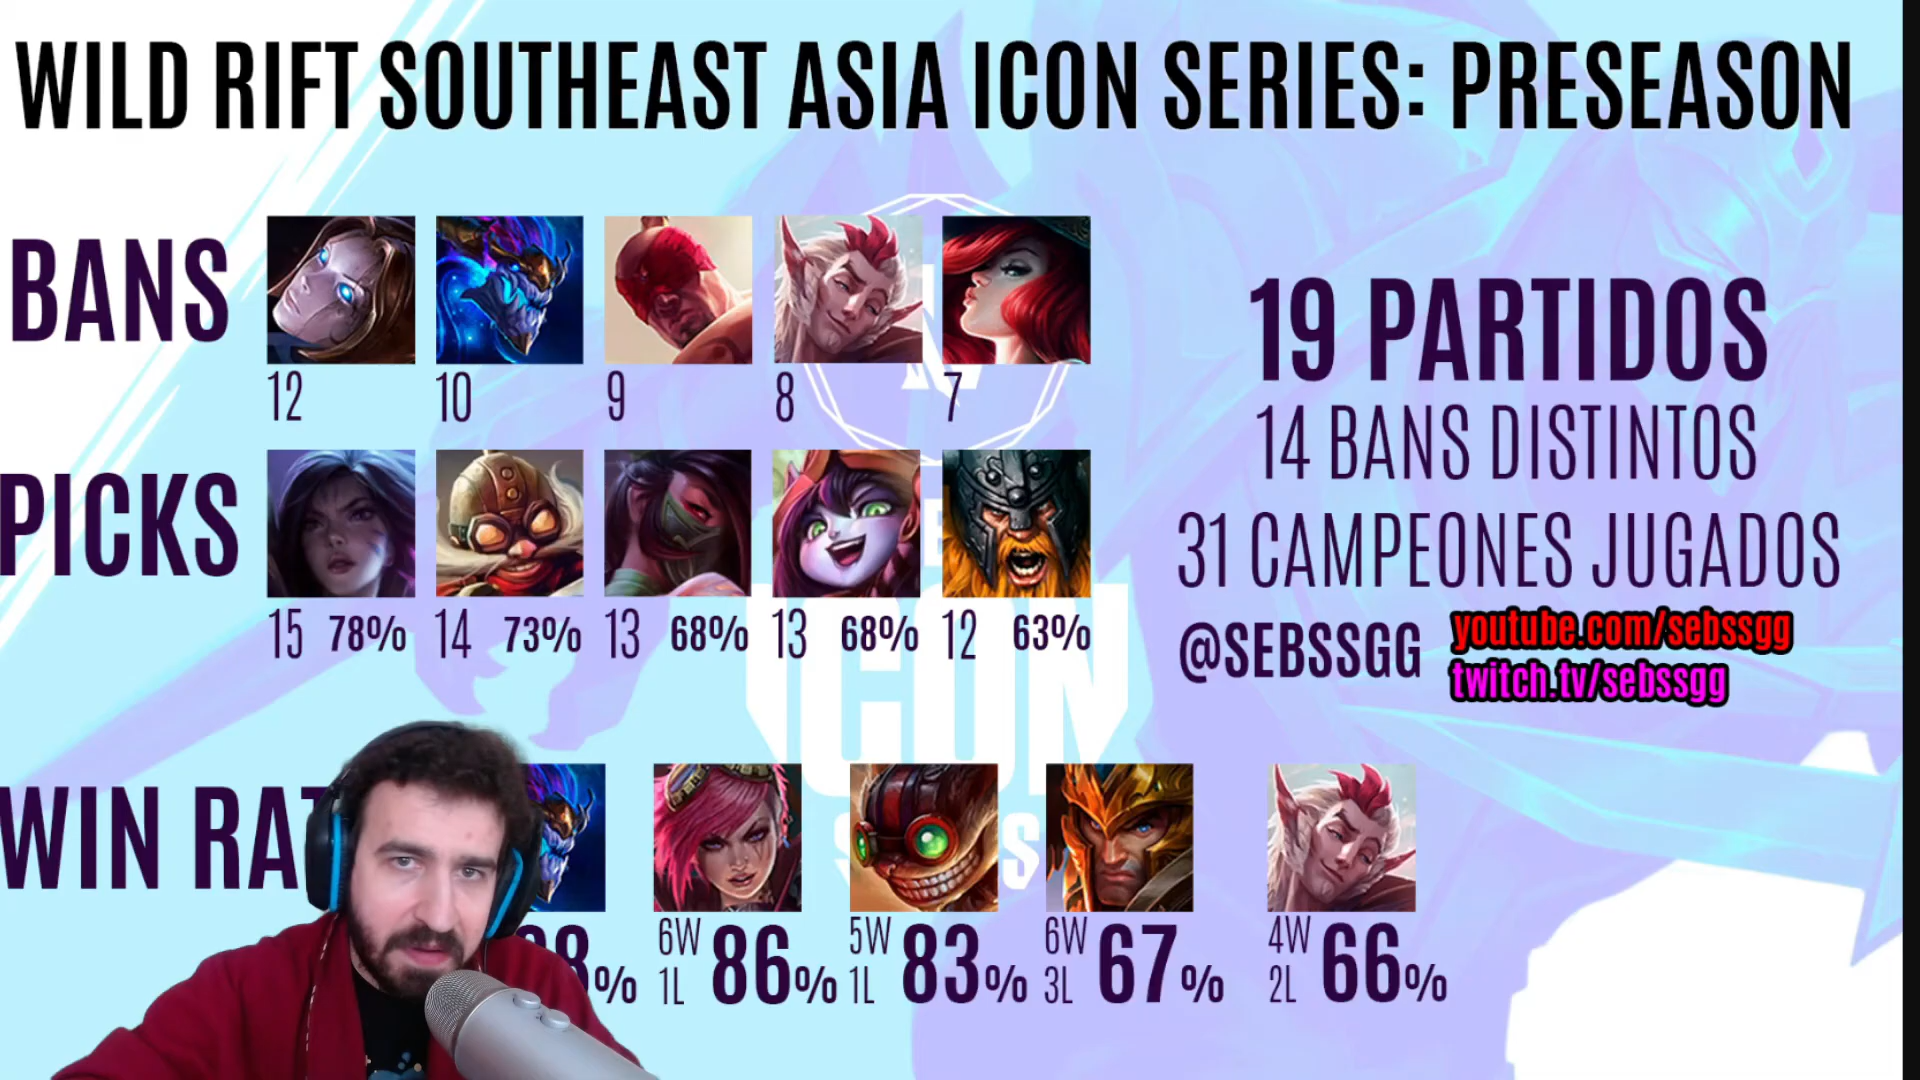 WILD RIFT SOUTHEAST ASIA ICON SERIES: PRESEASON
BANS
12 10 9 8 7
19 PARTIDOS
14 BANS DISTINTOS
31 CAMPEONES JUGADOS
@SEBSSGG
youtube.com/sebssgg
twitch.tv/sebssgg
PICKS
15 78% 14 73% 13 68% 13 68% 12 63%
ICON
WIN
6W 1L 86% 5W 1L 83% 6W 3L 67% 4W 2L 66%